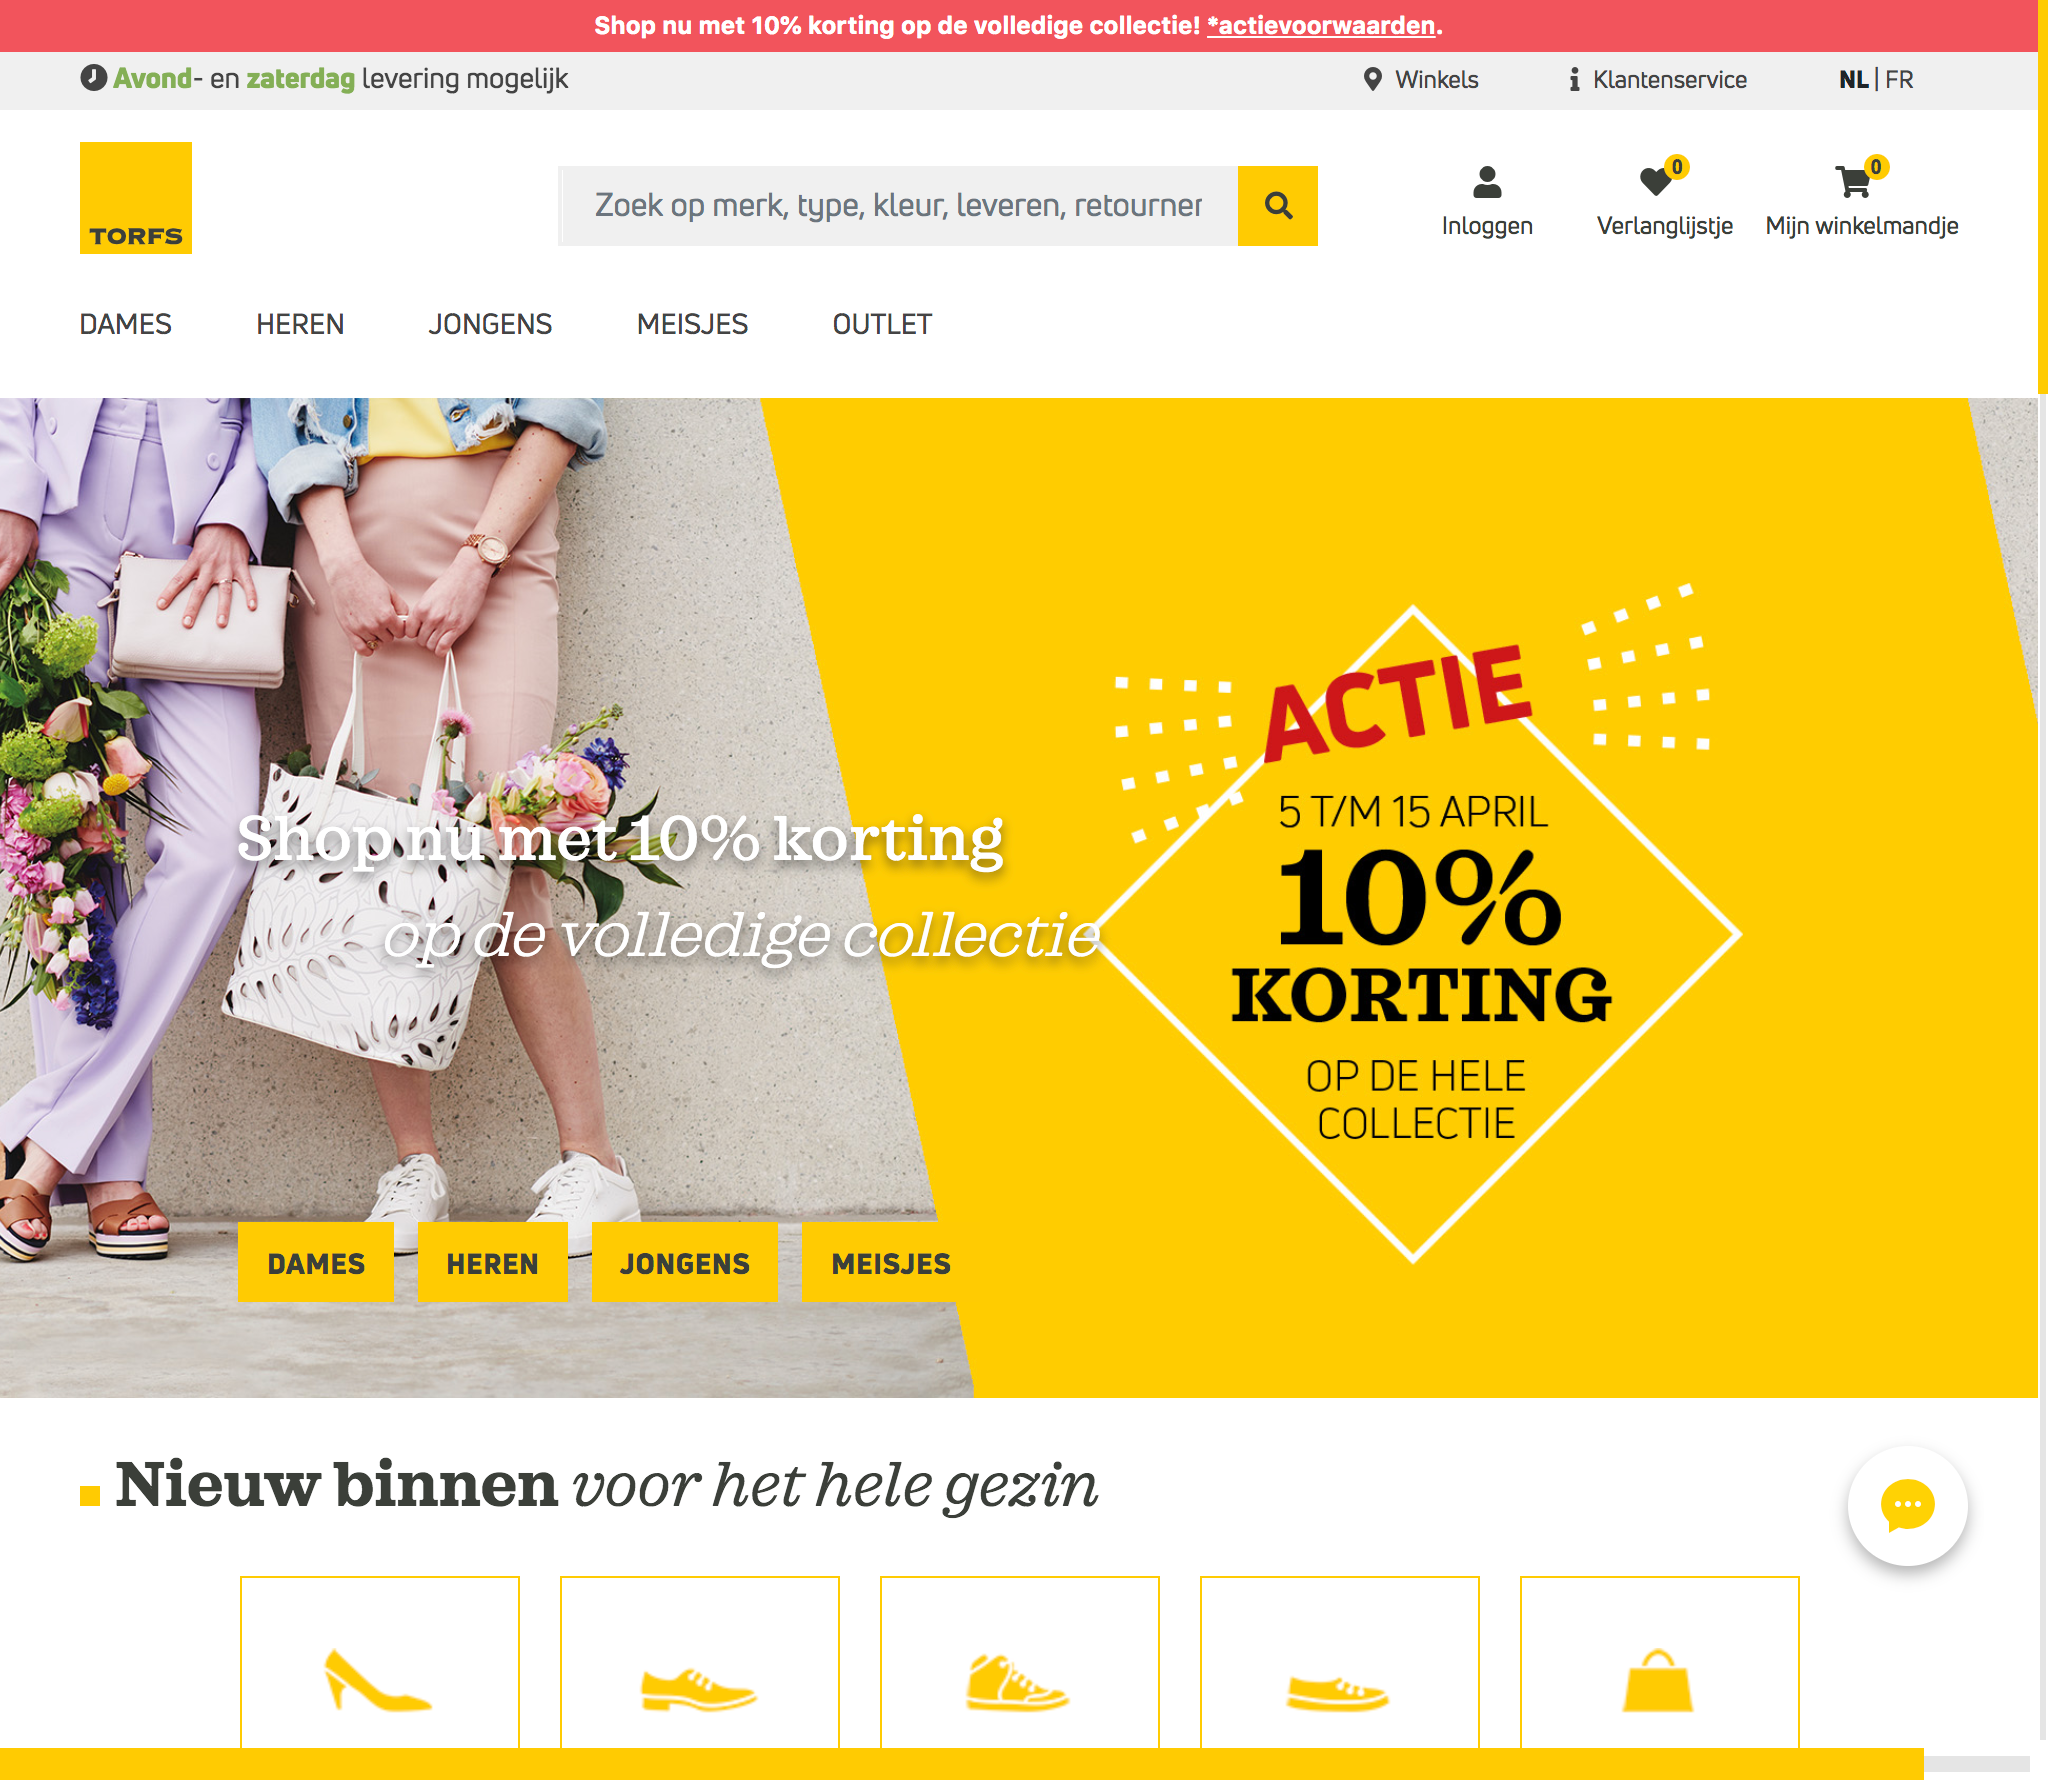 Shop nu met 10% korting op de volledige collectie! *actievoorwaarden.
Avond- en zaterdag levering mogelijk
Winkels
Klantenservice
NL | FR
TORFS
Zoek op merk, type, kleur, leveren, retourner
Inloggen
0
Verlanglijstje
0
Mijn winkelmandje
DAMES
HEREN
JONGENS
MEISJES
OUTLET
Shop nu met 10% korting
op de volledige collectie
ACTIE
5 T/M 15 APRIL
10%
KORTING
OP DE HELE
COLLECTIE
DAMES
HEREN
JONGENS
MEISJES
Nieuw binnen voor het hele gezin